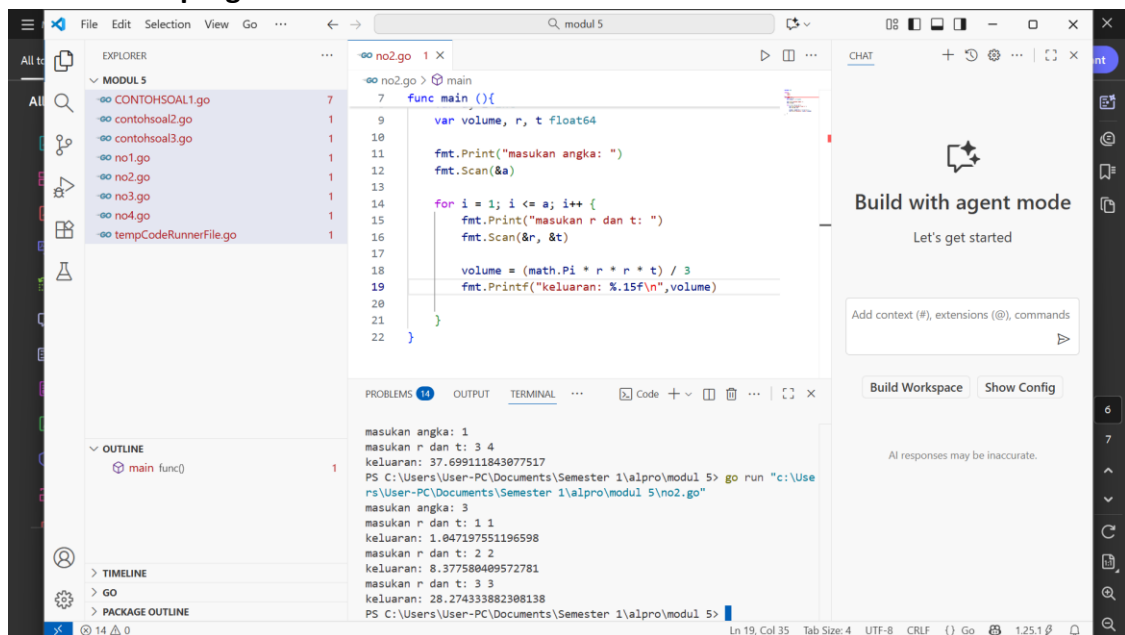 File Edit Selection View Go ··· modul 5
All to
EXPLORER ···
MODUL 5
CONTOHSOAL1.go 7
contohsoal2.go 1
contohsoal3.go 1
no1.go 1
no2.go 1
no3.go 1
no4.go 1
tempCodeRunnerFile.go 1
OUTLINE
main func() 1
TIMELINE
GO
PACKAGE OUTLINE
no2.go 1
no2.go > main
7 func main (){
9 var volume, r, t float64
10
11 fmt.Print("masukan angka: ")
12 fmt.Scan(&a)
13
14 for i = 1; i <= a; i++ {
15 fmt.Print("masukan r dan t: ")
16 fmt.Scan(&r, &t)
17
18 volume = (math.Pi * r * r * t) / 3
19 fmt.Printf("keluaran: %.15f\n",volume)
20
21 }
22 }
PROBLEMS 14 OUTPUT TERMINAL ··· Code
masukan angka: 1
masukan r dan t: 3 4
keluaran: 37.699111843077517
PS C:\Users\User-PC\Documents\Semester 1\alpro\modul 5> go run "c:\Use
rs\User-PC\Documents\Semester 1\alpro\modul 5\no2.go"
masukan angka: 3
masukan r dan t: 1 1
keluaran: 1.047197551196598
masukan r dan t: 2 2
keluaran: 8.377580409572781
masukan r dan t: 3 3
keluaran: 28.274333882308138
PS C:\Users\User-PC\Documents\Semester 1\alpro\modul 5>
CHAT
Build with agent mode
Let's get started
Add context (#), extensions (@), commands
Build Workspace Show Config
AI responses may be inaccurate.
6
7
14 0 Ln 19, Col 35 Tab Size: 4 UTF-8 CRLF {} Go 1.25.1